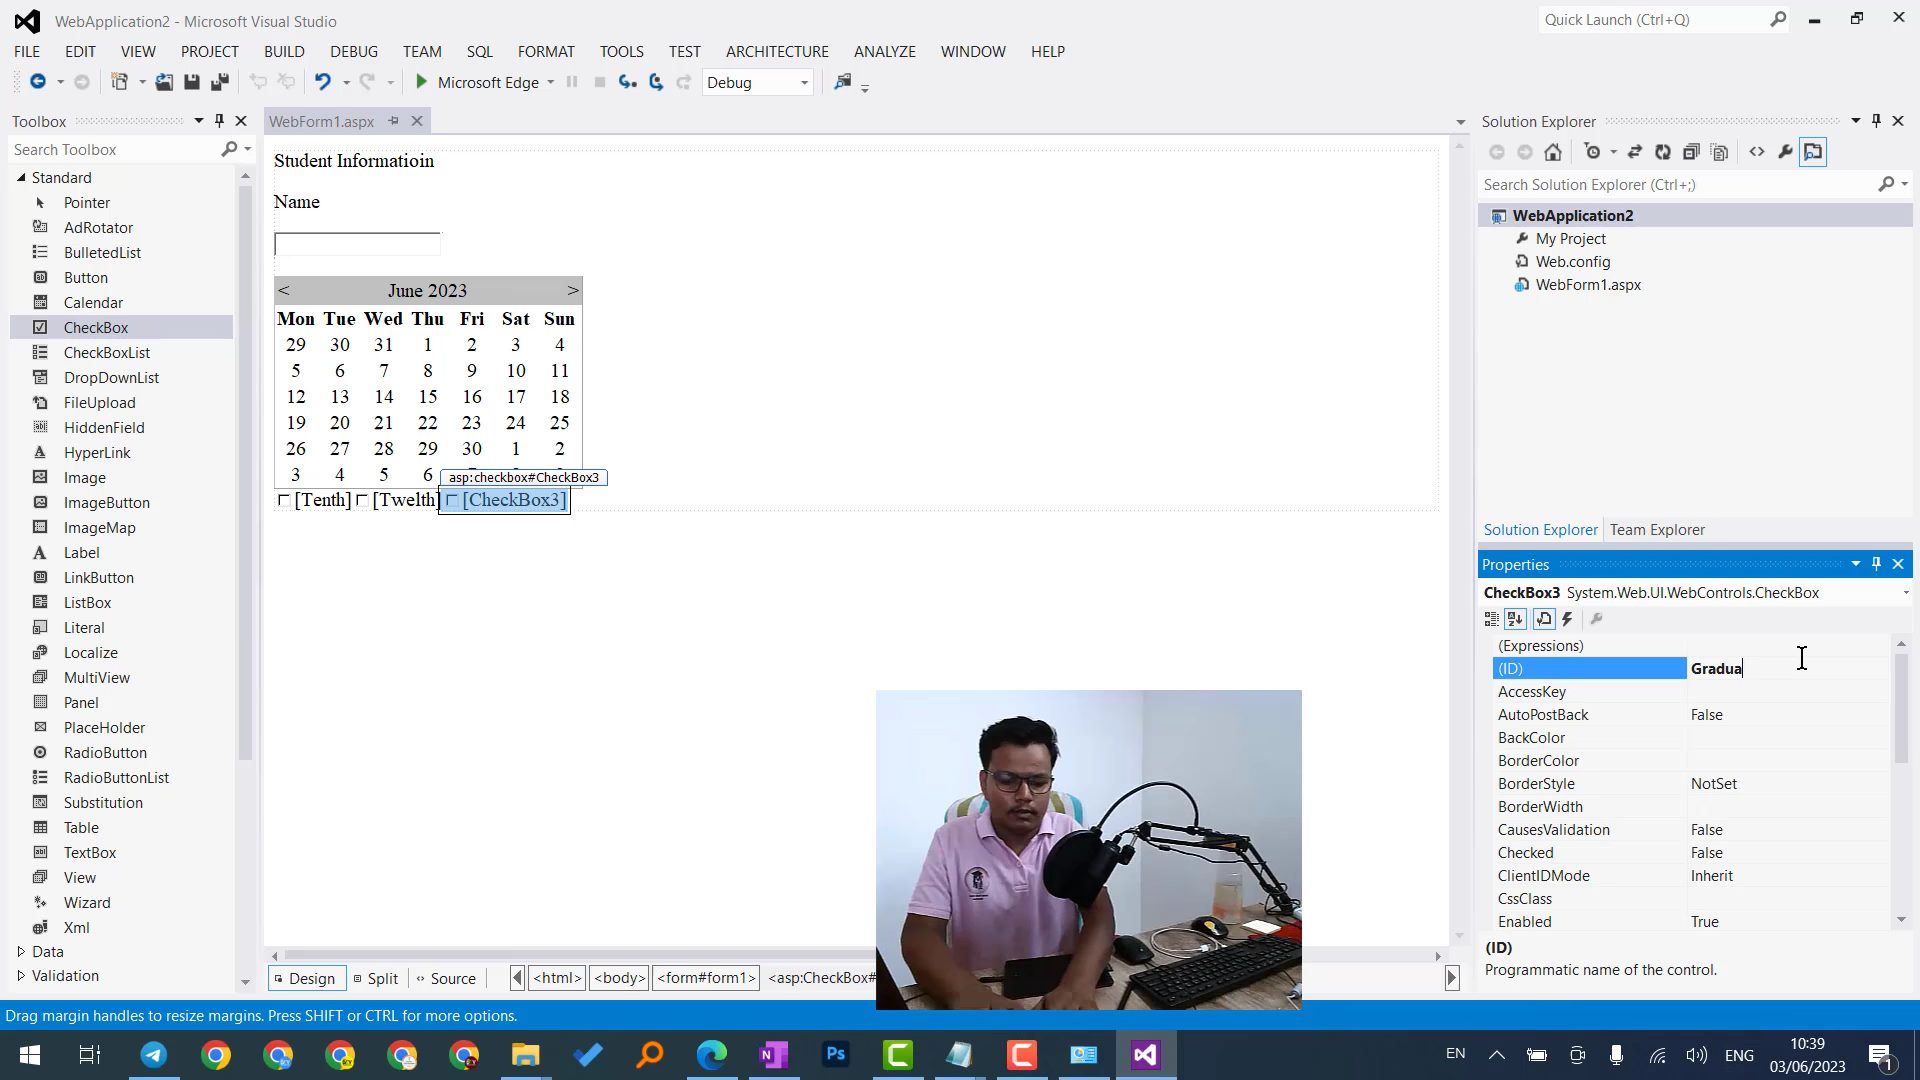 WebApplication2 - Microsoft Visual Studio
Quick Launch (Ctrl+Q)
FILE EDIT VIEW PROJECT BUILD DEBUG TEAM SQL FORMAT TOOLS TEST ARCHITECTURE ANALYZE WINDOW HELP
Microsoft Edge Debug
Toolbox
Search Toolbox
Standard
Pointer
AdRotator
BulletedList
Button
Calendar
CheckBox
CheckBoxList
DropDownList
FileUpload
HiddenField
HyperLink
Image
ImageButton
ImageMap
Label
LinkButton
ListBox
Literal
Localize
MultiView
Panel
PlaceHolder
RadioButton
RadioButtonList
Substitution
Table
TextBox
View
Wizard
Xml
Data
Validation
WebForm1.aspx
Student Informatioin
Name
< June 2023 >
Mon Tue Wed Thu Fri Sat Sun
29 30 31 1 2 3 4
5 6 7 8 9 10 11
12 13 14 15 16 17 18
19 20 21 22 23 24 25
26 27 28 29 30 1 2
3 4 5 6
asp:checkbox#CheckBox3
[Tenth] [Twelth] [CheckBox3]
Design Split Source <html> <body> <form#form1> <asp:CheckBox#
Solution Explorer
Search Solution Explorer (Ctrl+;)
WebApplication2
My Project
Web.config
WebForm1.aspx
Solution Explorer Team Explorer
Properties
CheckBox3 System.Web.UI.WebControls.CheckBox
(Expressions)
(ID) Gradua
AccessKey
AutoPostBack False
BackColor
BorderColor
BorderStyle NotSet
BorderWidth
CausesValidation False
Checked False
ClientIDMode Inherit
CssClass
Enabled True
(ID)
Programmatic name of the control.
Drag margin handles to resize margins. Press SHIFT or CTRL for more options.
EN ENG
10:39
03/06/2023
1